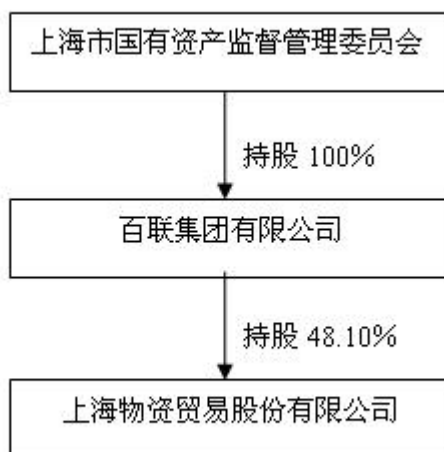 上海市国有资产监督管理委员会
持股 100%
百联集团有限公司
持股 48.10%
上海物资贸易股份有限公司